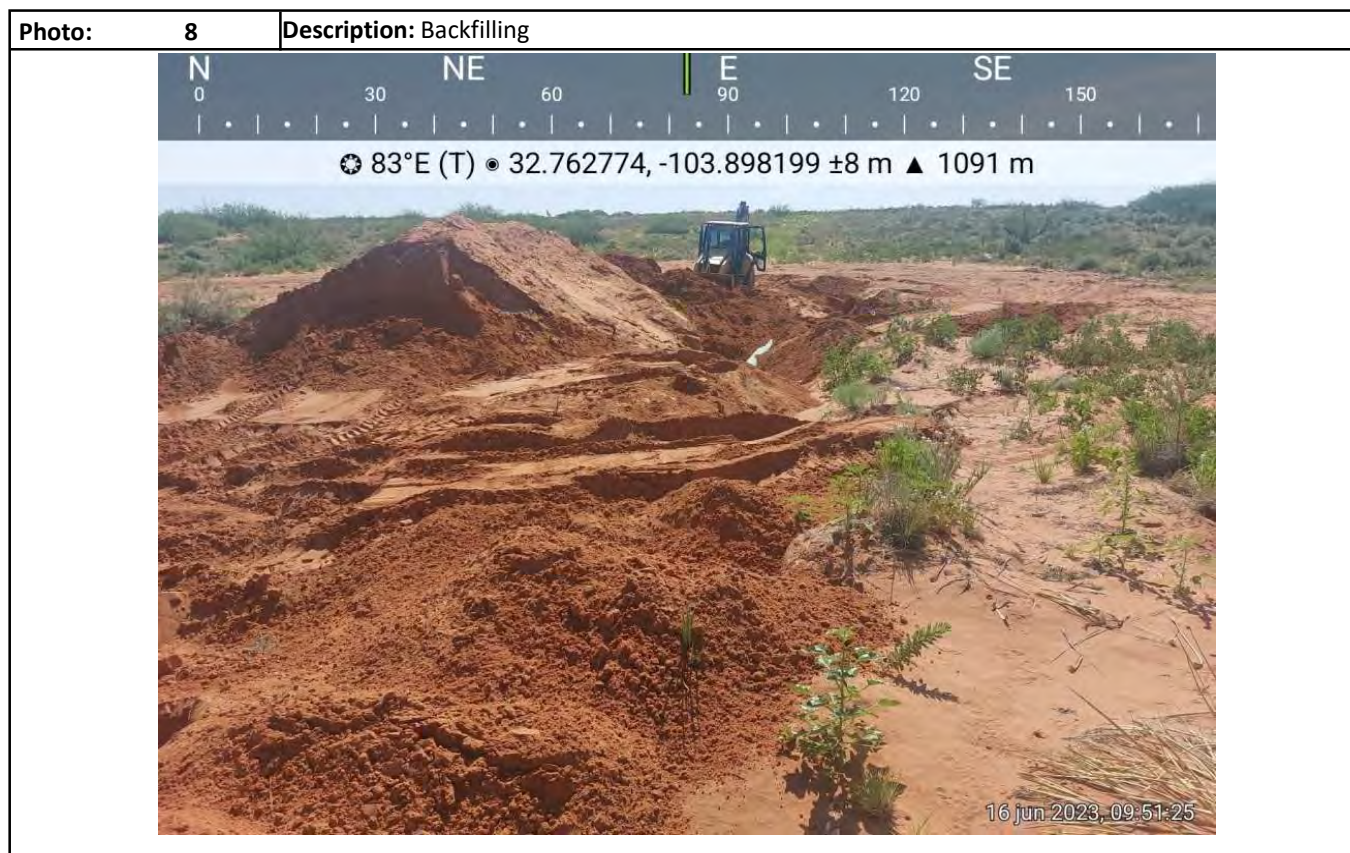 Photo: 8 Description: Backfilling
N NE E SE
0 30 60 90 120 150
83°E (T) 32.762774, -103.898199 ±8 m ▲ 1091 m
16 jun 2023, 09:51:25